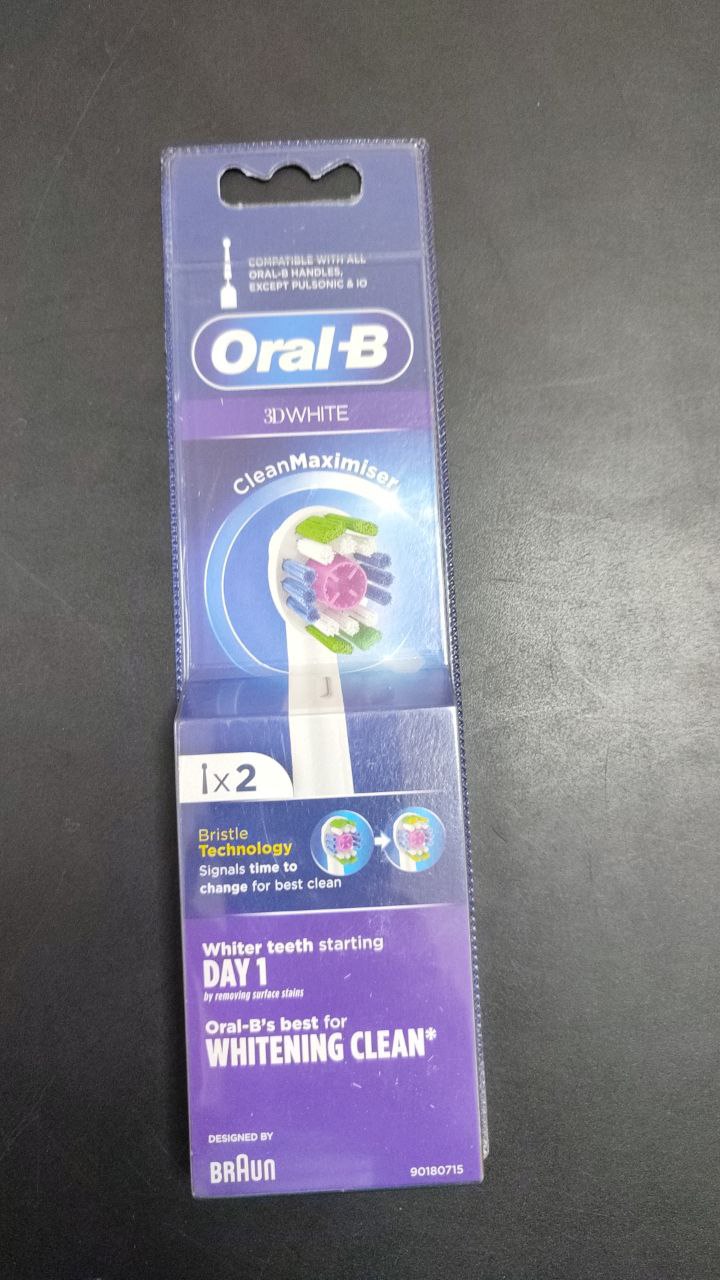 COMPATIBLE WITH ALL
ORAL-B HANDLES,
EXCEPT PULSONIC & IO
Oral-B
3DWHITE
CleanMaximiser
x2
Bristle
Technology
Signals time to
change for best clean
Whiter teeth starting
DAY 1
by removing surface stains
Oral-B's best for
WHITENING CLEAN*
DESIGNED BY
BRAUN
90180715